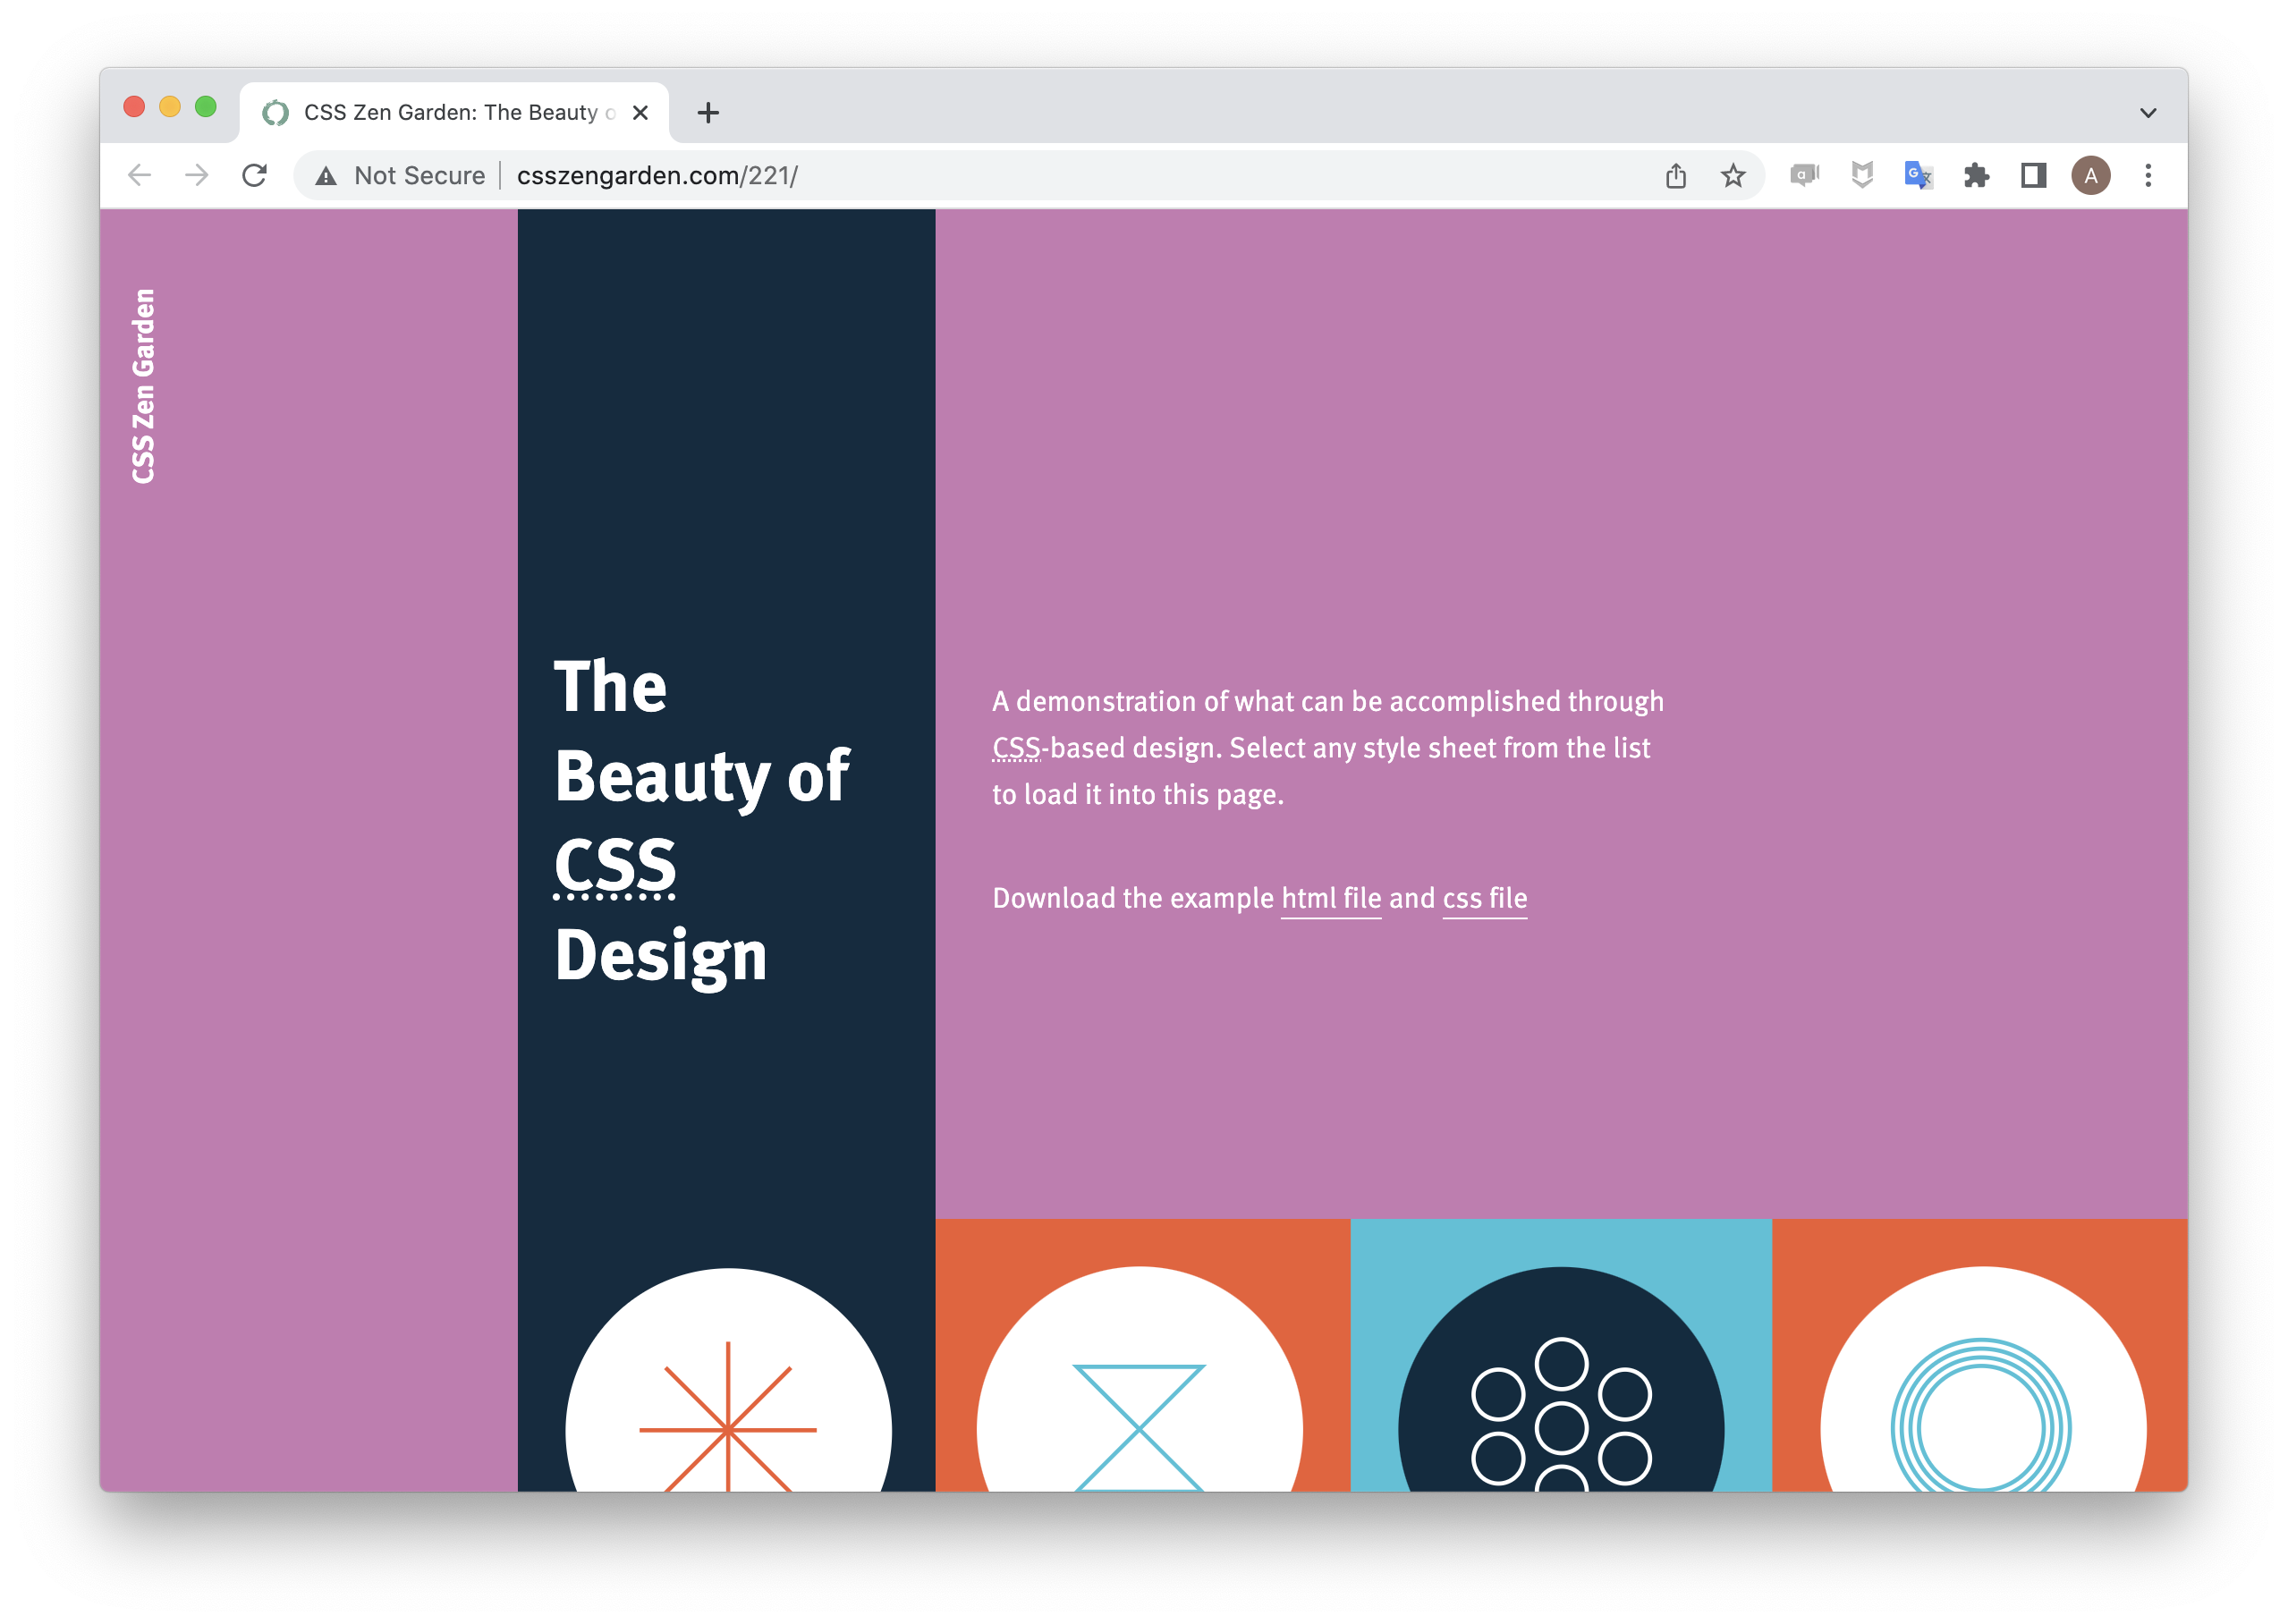 CSS Zen Garden: The Beauty
Not Secure
csszengarden.com/221/
A
CSS Zen Garden
The
Beauty of
CSS
Design
A demonstration of what can be accomplished through
CSS-based design. Select any style sheet from the list
to load it into this page.
Download the example html file and css file